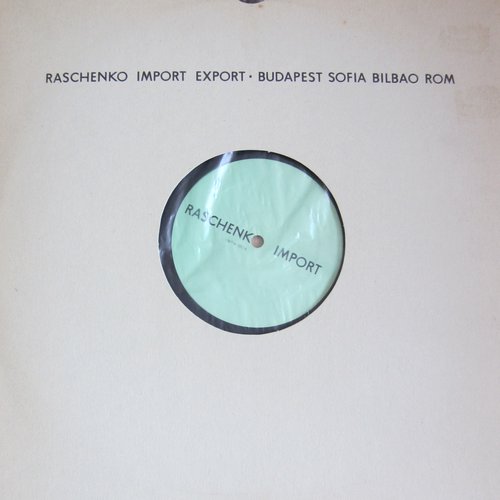 RASCHENKO IMPORT EXPORT · BUDAPEST SOFIA BILBAO ROM
RASCHENKO IMPORT